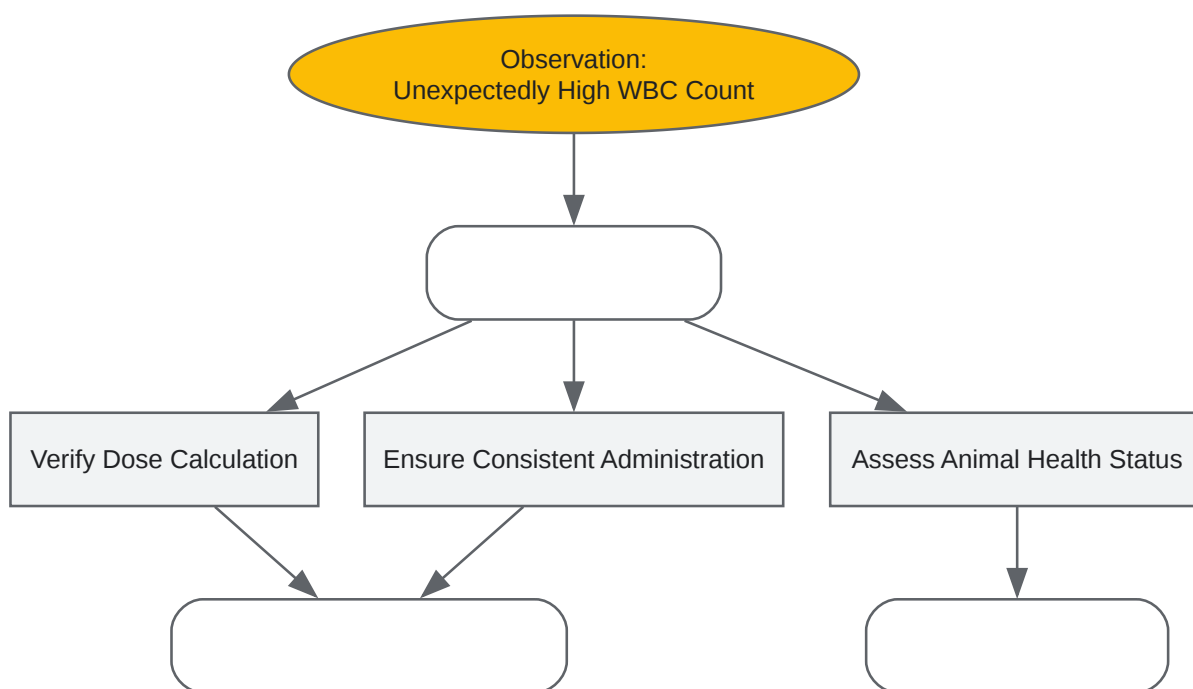 Observation:
Unexpectedly High WBC Count
Verify Dose Calculation
Ensure Consistent Administration
Assess Animal Health Status